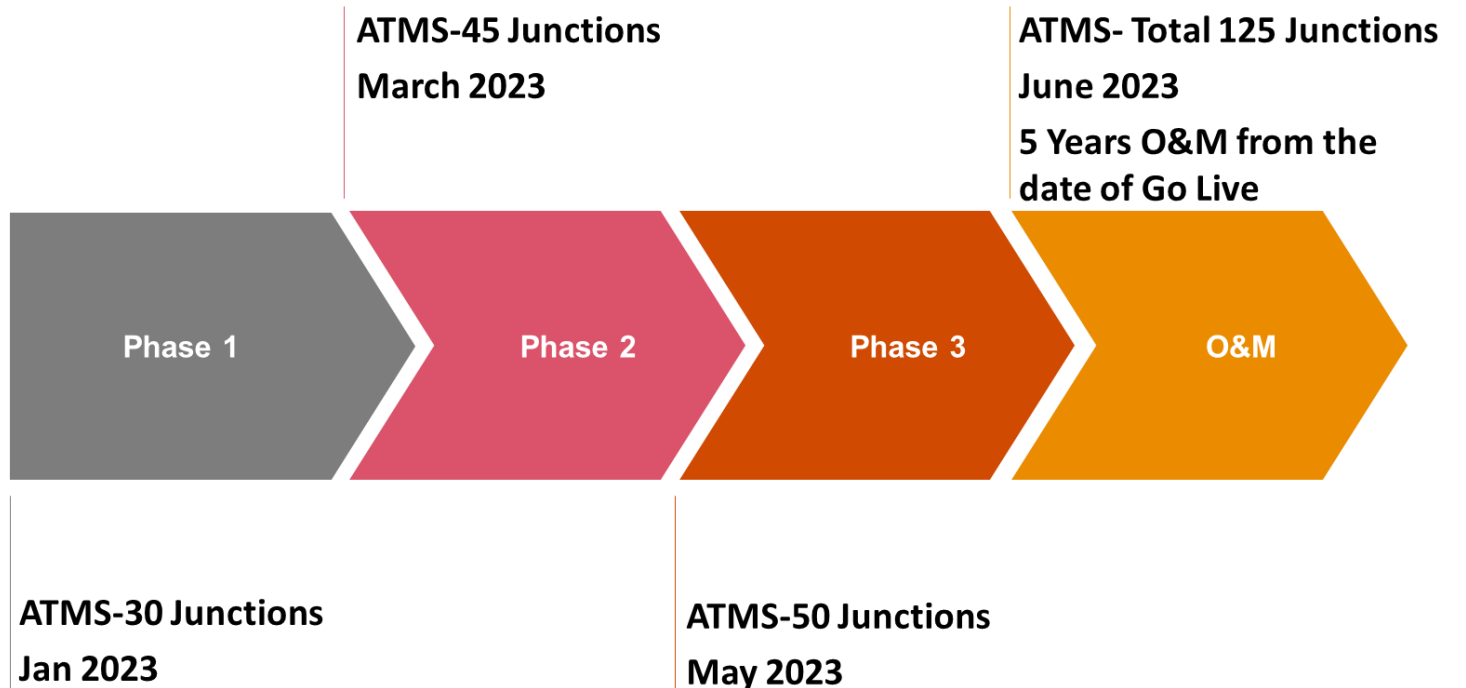 ATMS-45 Junctions
March 2023
ATMS- Total 125 Junctions
June 2023
5 Years O&M from the
date of Go Live
Phase 1
Phase 2
Phase 3
O&M
ATMS-30 Junctions
Jan 2023
ATMS-50 Junctions
May 2023